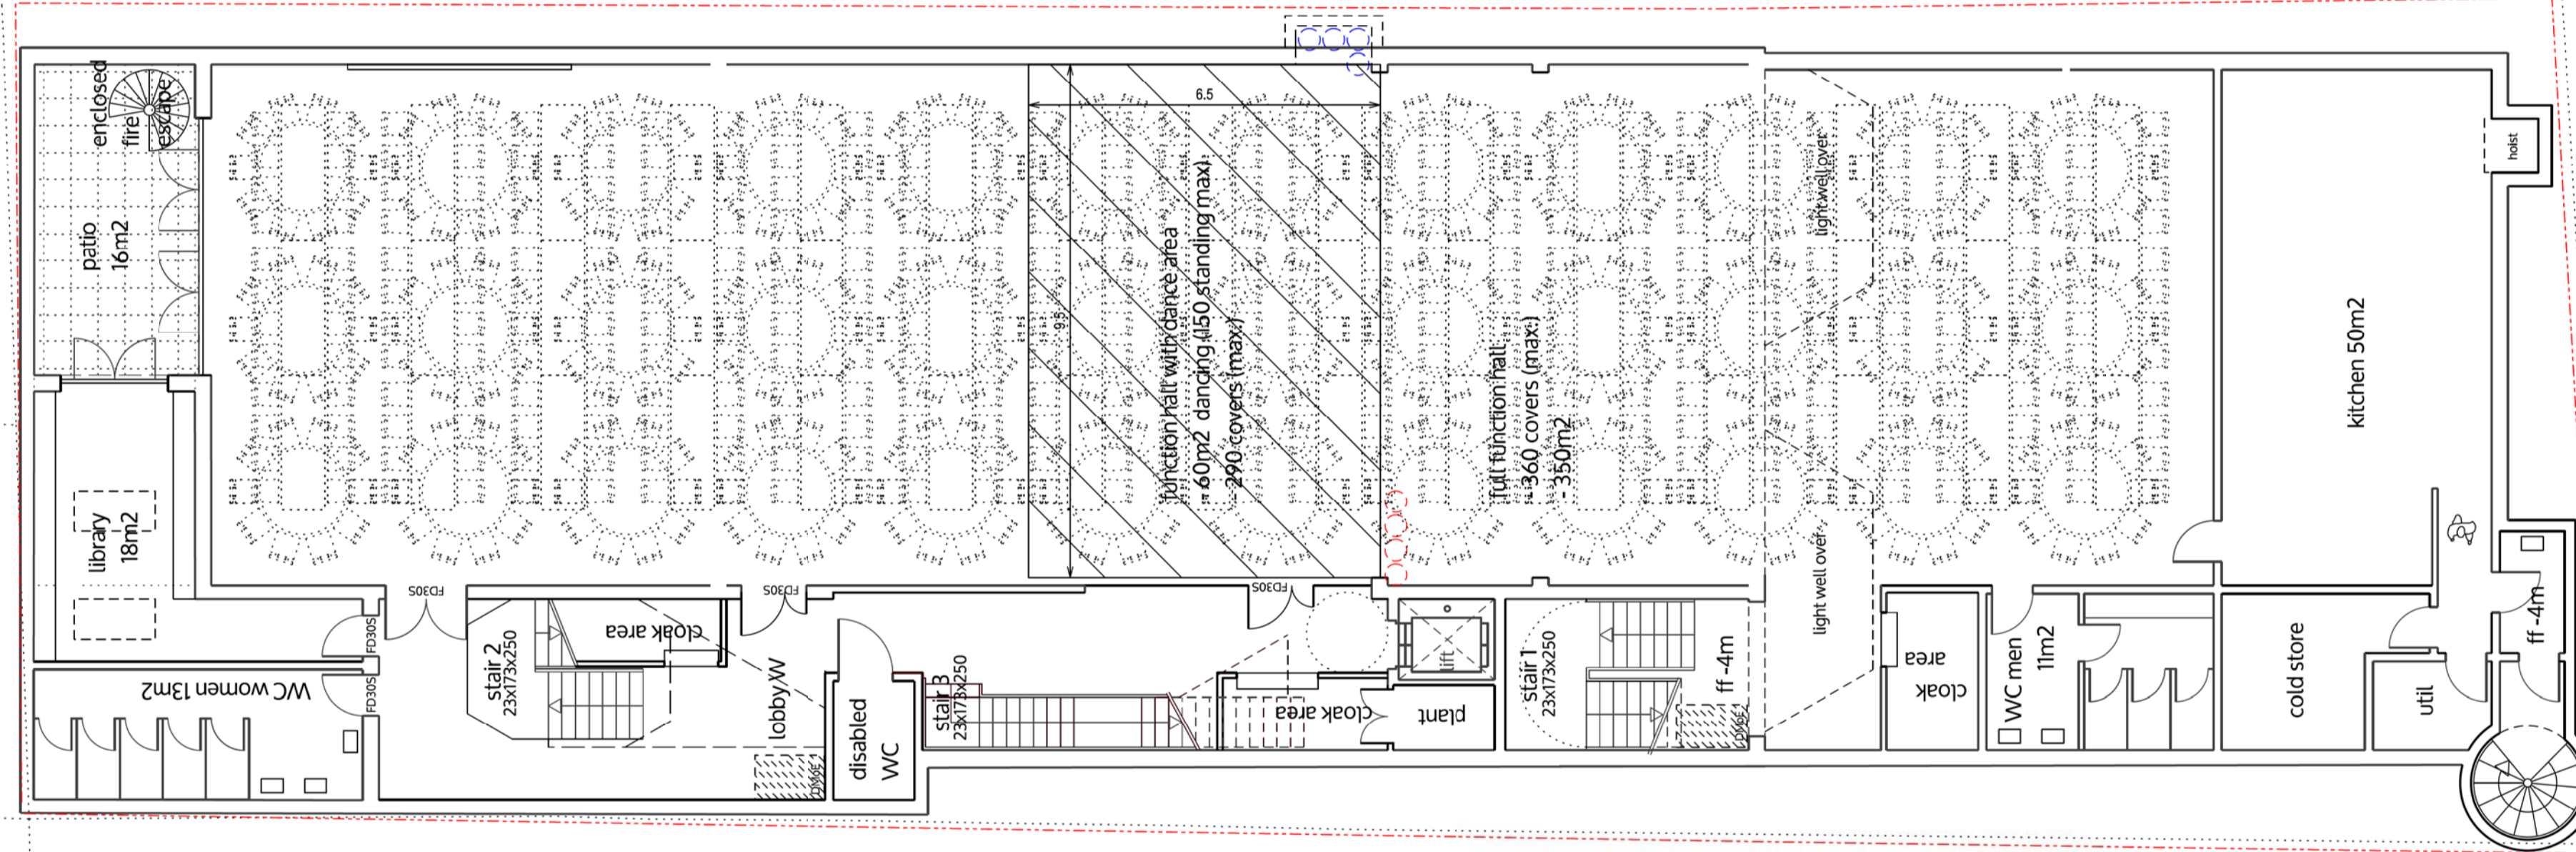 enclosed
fire
escape
patio
16m2
library
18m2
WC women 13m2
FD30S
FD30S
FD30S
stair 2
23x173x250
cloak area
lobby W
FD30S
disabled
WC
stair 3
23x173x250
FD30S
cloak area
plant
lift
6.5
9.5
function hall with dance area
- 60m2 dancing (150 standing max)
- 290 covers (max.)
full function hall
- 360 covers (max.)
- 350m2
stair 1
23x173x250
ff -4m
lightwell over
light well over
cloak
area
WC men
11m2
kitchen 50m2
hoist
cold store
util
ff -4m